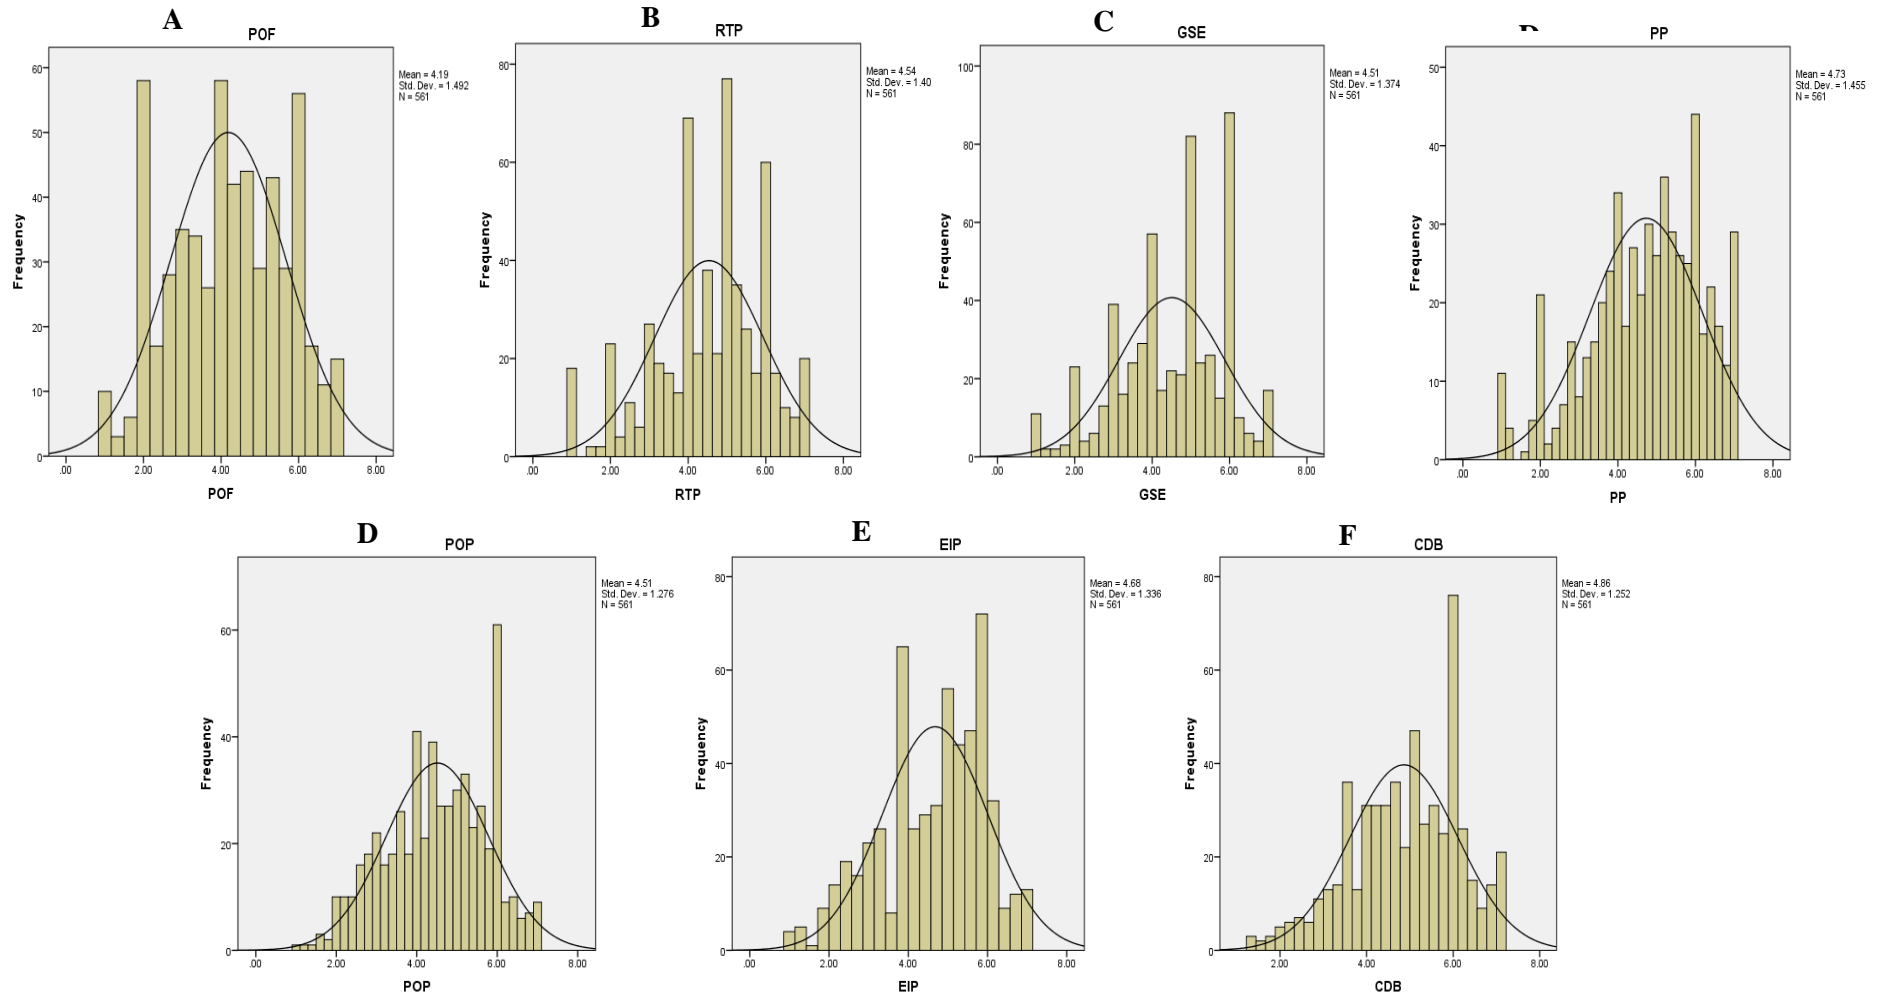 A
POF
Mean = 4.19
Std. Dev. = 1.492
N = 561
60
50
40
30
20
10
0
Frequency
.00 2.00 4.00 6.00 8.00
POF
B
RTP
Mean = 4.54
Std. Dev. = 1.40
N = 561
80
60
40
20
0
Frequency
.00 2.00 4.00 6.00 8.00
RTP
C
GSE
Mean = 4.51
Std. Dev. = 1.374
N = 561
100
80
60
40
20
0
Frequency
.00 2.00 4.00 6.00 8.00
GSE
PP
Mean = 4.73
Std. Dev. = 1.455
N = 561
50
40
30
20
10
0
Frequency
.00 2.00 4.00 6.00 8.00
PP
D
POP
Mean = 4.51
Std. Dev. = 1.276
N = 561
60
40
20
0
Frequency
.00 2.00 4.00 6.00 8.00
POP
E
EIP
Mean = 4.68
Std. Dev. = 1.336
N = 561
80
60
40
20
0
Frequency
.00 2.00 4.00 6.00 8.00
EIP
F
CDB
Mean = 4.86
Std. Dev. = 1.252
N = 561
80
60
40
20
0
Frequency
2.00 4.00 6.00 8.00
CDB